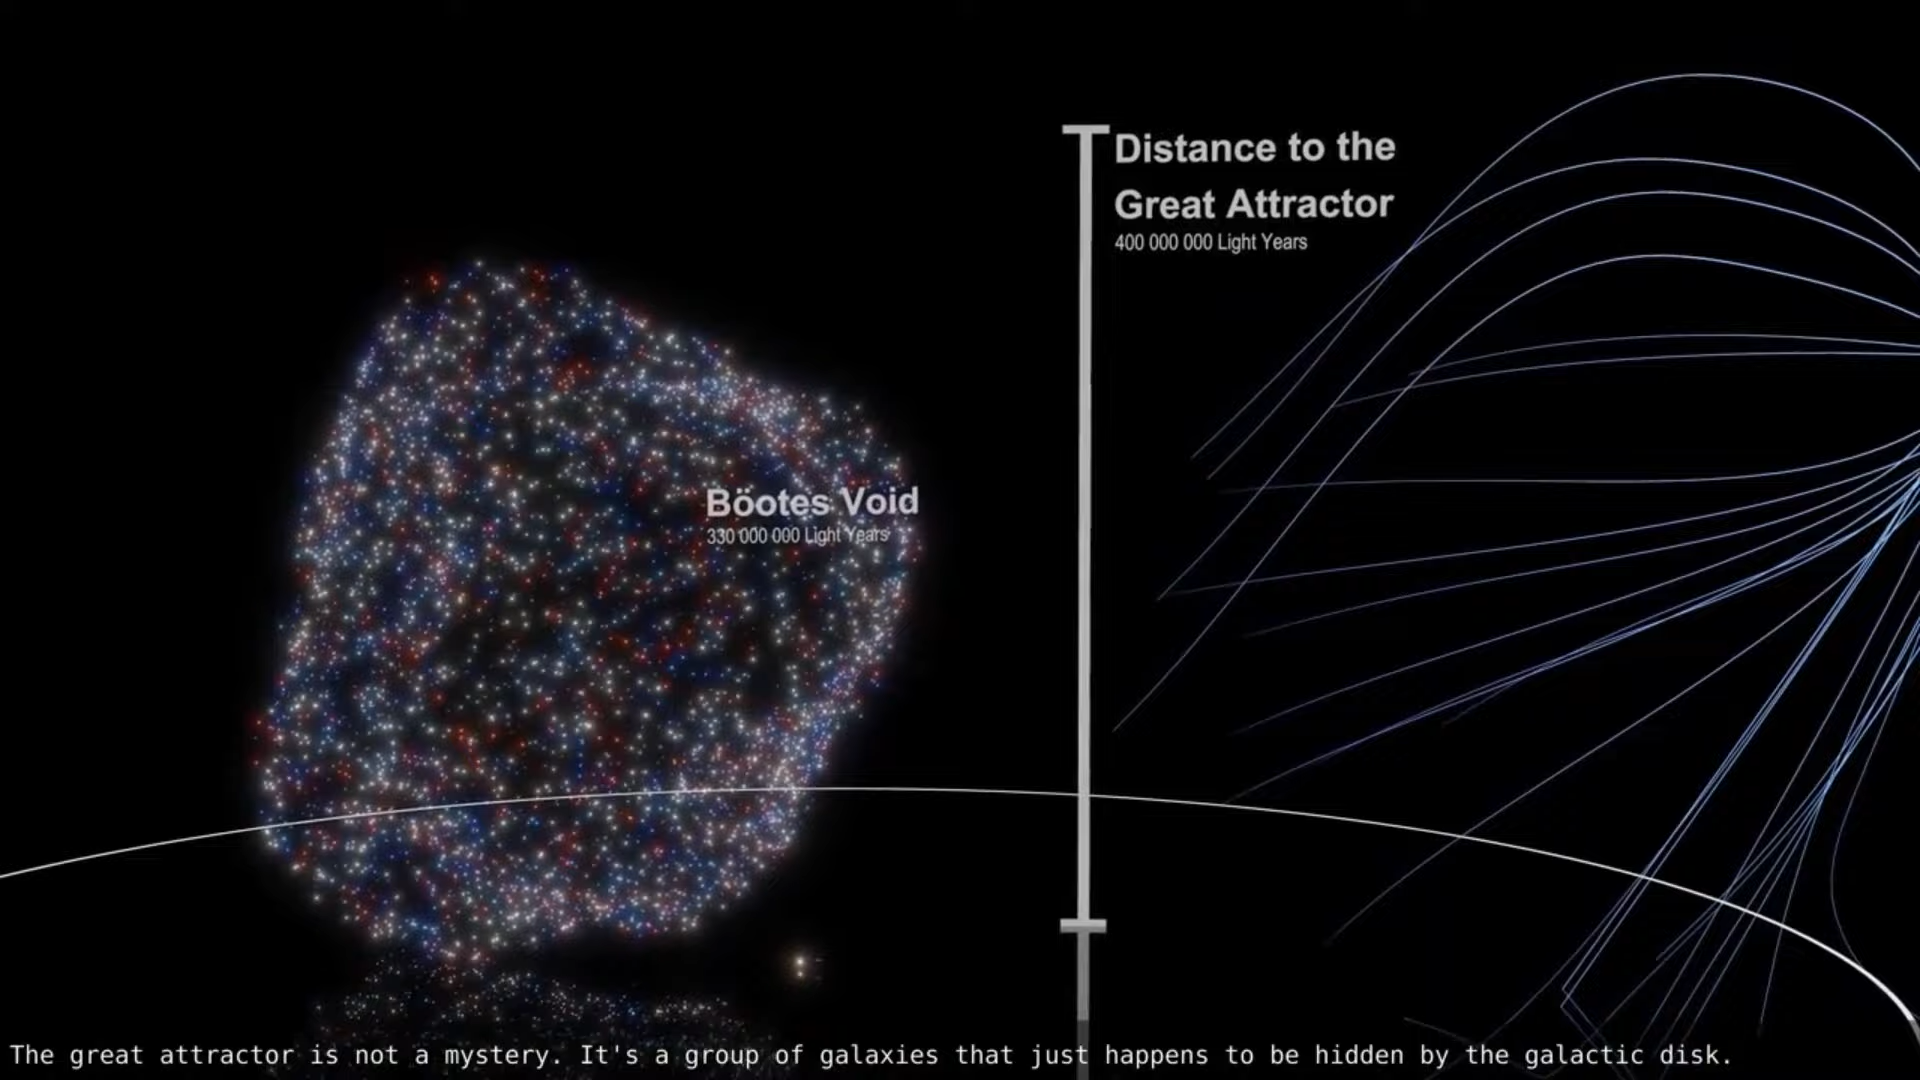 Distance to the
Great Attractor
400 000 000 Light Years
Böotes Void
330 000 000 Light Years
The great attractor is not a mystery. It's a group of galaxies that just happens to be hidden by the galactic disk.